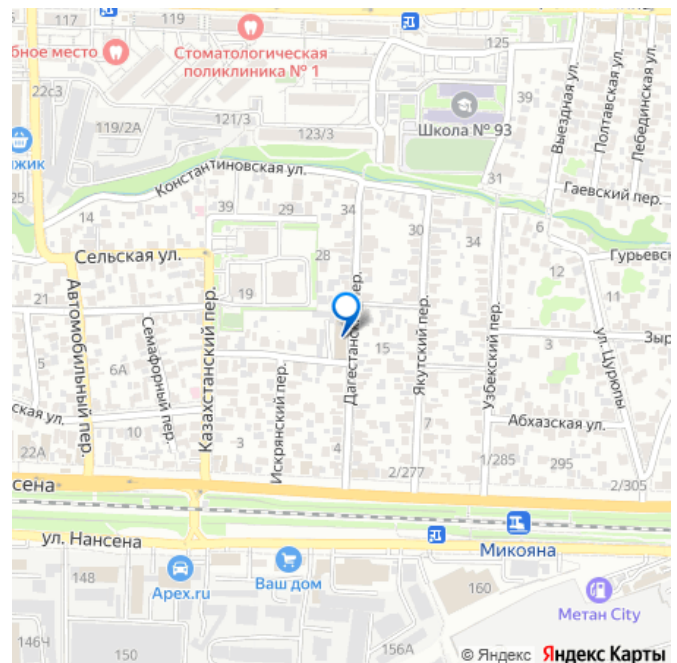 117
117
125
бное место
Стоматологическая
поликлиника № 1
22с3
121/3
119/2А
123/3
Школа № 93
39
Выездная ул.
Полтавская ул.
Лебединская ул.
жик
Константиновская ул.
31
Гаевский пер.
25
14
39
29
34
30
34
6
Сельская ул.
28
12
Гурьевс
11
21
19
Автомобильный пер.
Семафорный пер.
Казахстанский пер.
Дагестанский пер.
Якутский пер.
Узбекский пер.
ул. Цурюпы
Зыр
5
6А
15
3
ская ул.
10
3
Искрянский пер.
4
7
Абхазская ул.
22А
2/277
1/285
295
2/305
сена
ул. Нансена
Микояна
148
Apex.ru
Ваш дом
160
Метан City
146Ч
150
156А
© Яндекс Яндекс Карты